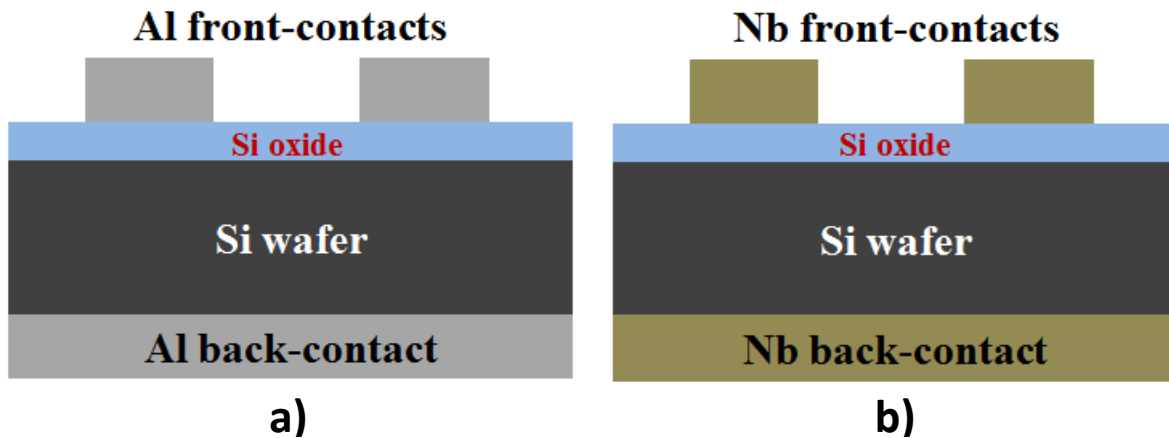 Al front-contacts
Si oxide
Si wafer
Al back-contact
a)
Nb front-contacts
Si oxide
Si wafer
Nb back-contact
b)